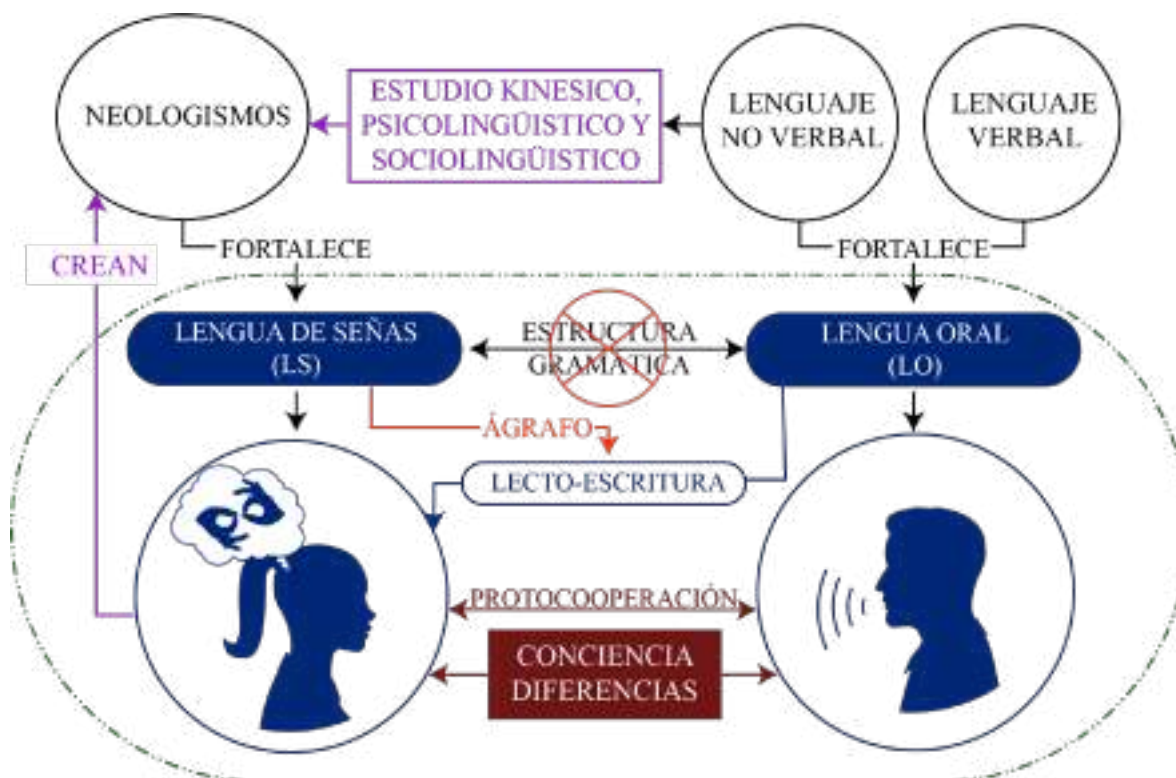 NEOLOGISMOS
ESTUDIO KINESICO,
PSICOLINGÜISTICO Y
SOCIOLINGÜISTICO
LENGUAJE
NO VERBAL
LENGUAJE
VERBAL
CREAN
FORTALECE
FORTALECE
LENGUA DE SEÑAS
(LS)
ESTRUCTURA
GRAMATICA
LENGUA ORAL
(LO)
ÁGRAFO
LECTO-ESCRITURA
PROTOCOOPERACIÓN
CONCIENCIA
DIFERENCIAS